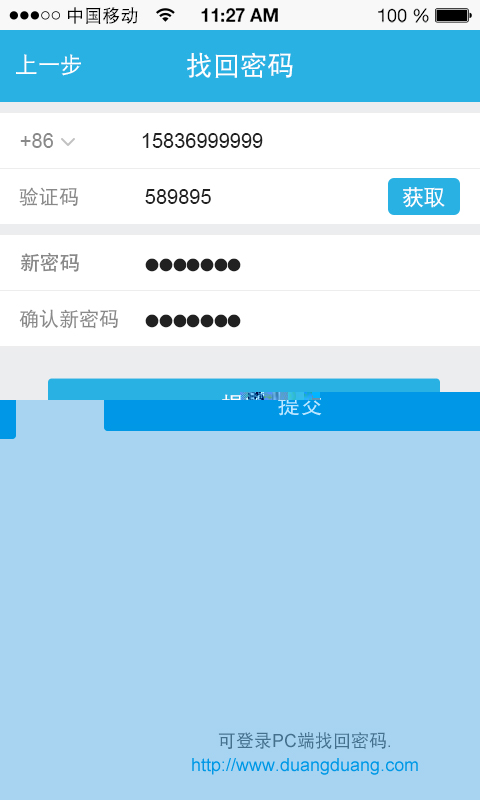 中国移动 11:27 AM 100 %
上一步 找回密码
+86 15836999999
验证码 589895 获取
新密码 ●●●●●●●
确认新密码 ●●●●●●●
提交
可登录PC端找回密码.
http://www.duangduang.com